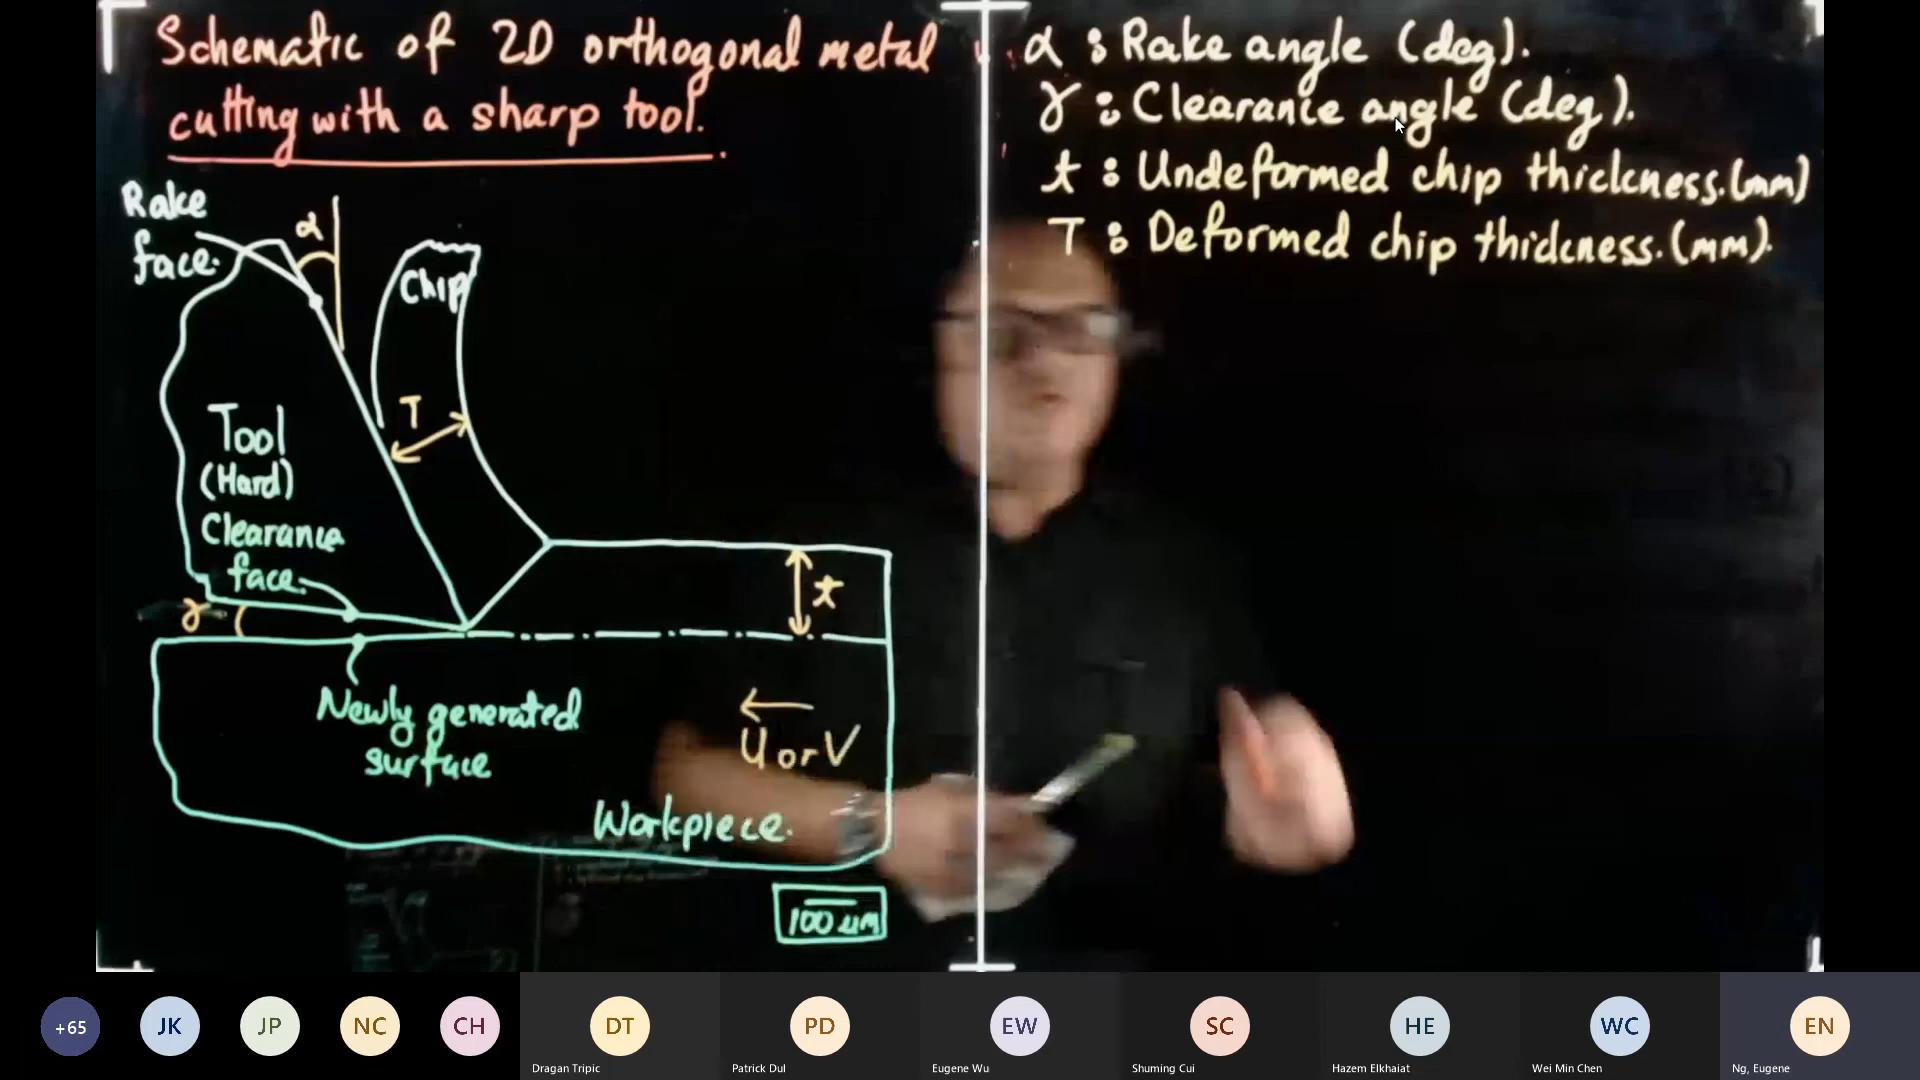 Schematic of 2D orthogonal metal
cutting with a sharp tool.
Rake
face.
α
Chip
T
Tool
(Hard)
Clearance
face.
γ
t
Newly generated
surface
U or V
Workpiece.
100 µm
α : Rake angle (deg).
γ : Clearance angle (deg).
t : Undeformed chip thickness. (mm)
T : Deformed chip thickness. (mm).
+65
JK
JP
NC
CH
DT
Dragan Tripic
PD
Patrick Dul
EW
Eugene Wu
SC
Shuming Cui
HE
Hazem Elkhaiat
WC
Wei Min Chen
EN
Ng, Eugene